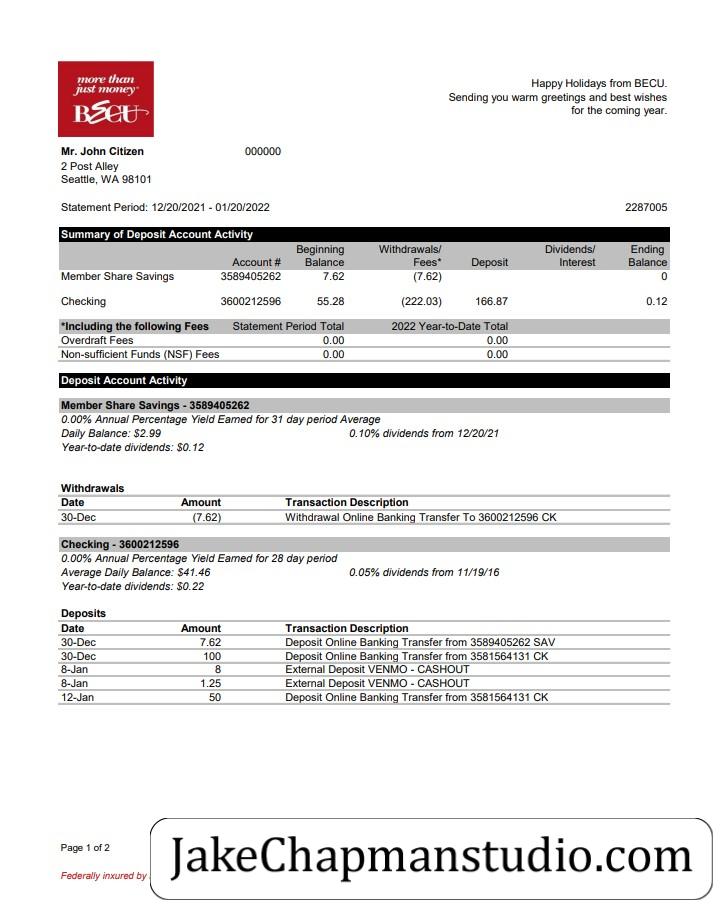 more than
just money®
BECU
Happy Holidays from BECU.
Sending you warm greetings and best wishes
for the coming year.
Mr. John Citizen 000000
2 Post Alley
Seattle, WA 98101
Statement Period: 12/20/2021 - 01/20/2022 2287005
Summary of Deposit Account Activity
Beginning Withdrawals/ Dividends/ Ending
Account # Balance Fees* Deposit Interest Balance
Member Share Savings 3589405262 7.62 (7.62) 0
Checking 3600212596 55.28 (222.03) 166.87 0.12
*Including the following Fees Statement Period Total 2022 Year-to-Date Total
Overdraft Fees 0.00 0.00
Non-sufficient Funds (NSF) Fees 0.00 0.00
Deposit Account Activity
Member Share Savings - 3589405262
0.00% Annual Percentage Yield Earned for 31 day period Average
Daily Balance: $2.99 0.10% dividends from 12/20/21
Year-to-date dividends: $0.12
Withdrawals
Date Amount Transaction Description
30-Dec (7.62) Withdrawal Online Banking Transfer To 3600212596 CK
Checking - 3600212596
0.00% Annual Percentage Yield Earned for 28 day period
Average Daily Balance: $41.46 0.05% dividends from 11/19/16
Year-to-date dividends: $0.22
Deposits
Date Amount Transaction Description
30-Dec 7.62 Deposit Online Banking Transfer from 3589405262 SAV
30-Dec 100 Deposit Online Banking Transfer from 3581564131 CK
8-Jan 8 External Deposit VENMO - CASHOUT
8-Jan 1.25 External Deposit VENMO - CASHOUT
12-Jan 50 Deposit Online Banking Transfer from 3581564131 CK
Page 1 of 2
JakeChapmanstudio.com
Federally inxured by